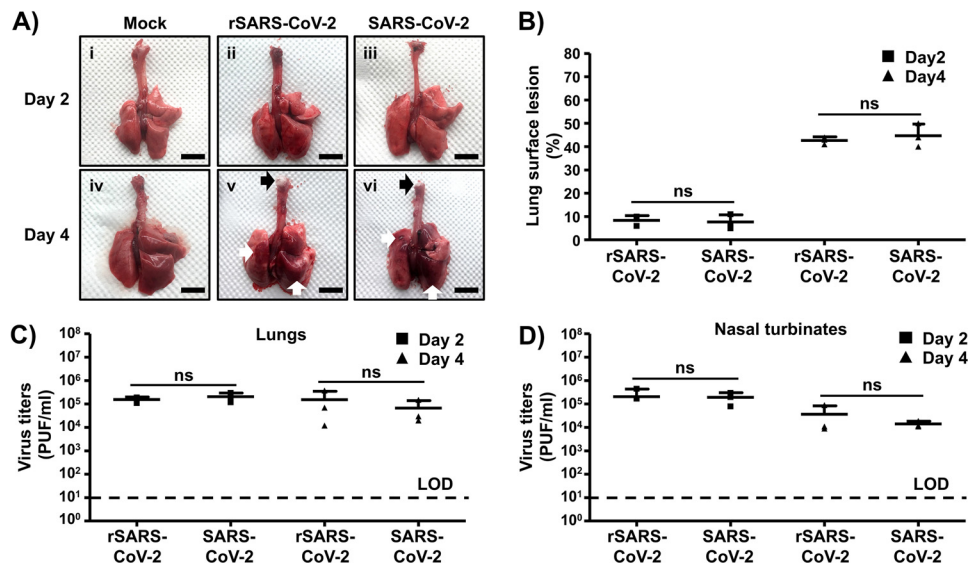 A)
Mock
rSARS-CoV-2
SARS-CoV-2
i
ii
iii
Day 2
iv
v
vi
Day 4
B)
Day2
Day4
Lung surface lesion
(%)
80
70
60
50
40
30
20
10
0
ns
ns
rSARS-
CoV-2
SARS-
CoV-2
rSARS-
CoV-2
SARS-
CoV-2
C)
Lungs
Day 2
Day 4
Virus titers
(PUF/ml)
10⁸
10⁷
10⁶
10⁵
10⁴
10³
10²
10¹
10⁰
ns
ns
LOD
rSARS-
CoV-2
SARS-
CoV-2
rSARS-
CoV-2
SARS-
CoV-2
D)
Nasal turbinates
Day 2
Day 4
Virus titers
(PUF/ml)
10⁸
10⁷
10⁶
10⁵
10⁴
10³
10²
10¹
10⁰
ns
ns
LOD
rSARS-
CoV-2
SARS-
CoV-2
rSARS-
CoV-2
SARS-
CoV-2